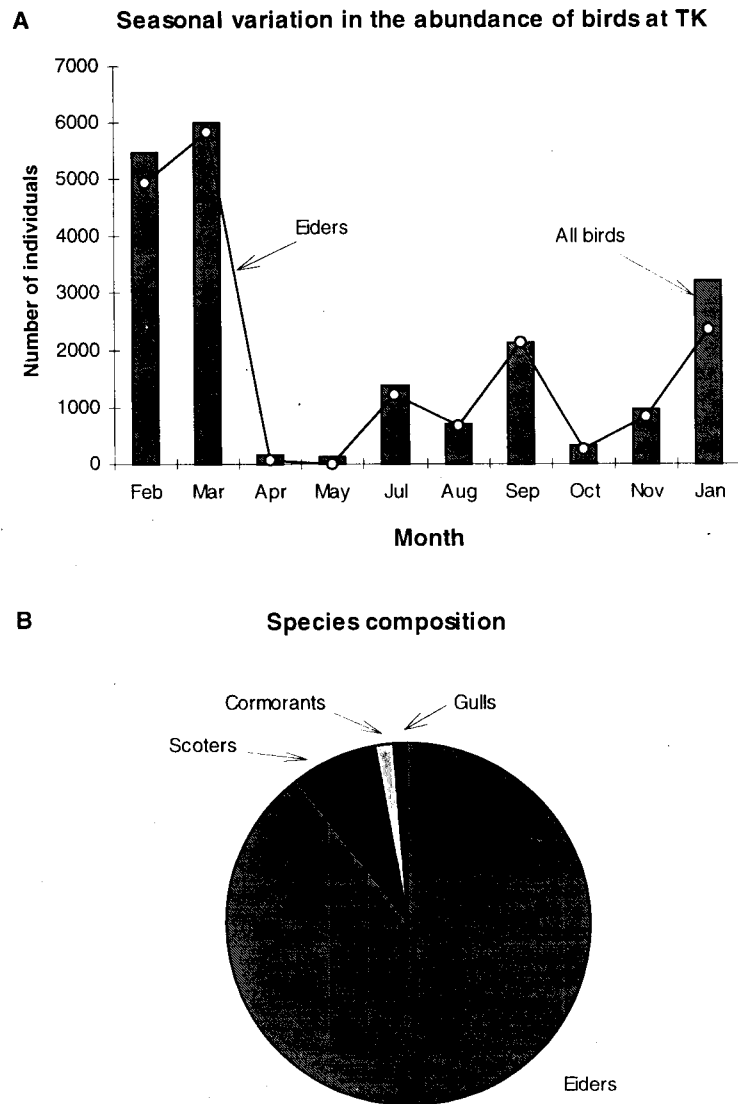 A Seasonal variation in the abundance of birds at TK
7000
6000
5000
4000
3000
2000
1000
0
Number of individuals
Eiders
All birds
Feb Mar Apr May Jul Aug Sep Oct Nov Jan
Month
B Species composition
Cormorants Gulls
Scoters
Eiders